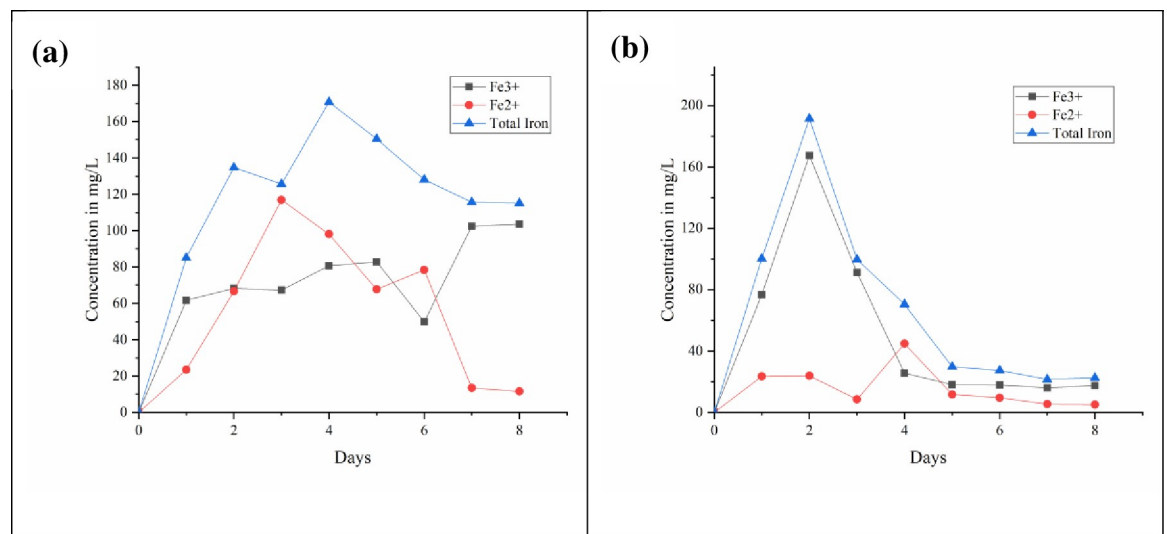 (a)
Fe3+
Fe2+
Total Iron
Concentration in mg/L
180
160
140
120
100
80
60
40
20
0
0 2 4 6 8
Days
(b)
Fe3+
Fe2+
Total Iron
Concentration in mg/L
200
160
120
80
40
0
0 2 4 6 8
Days